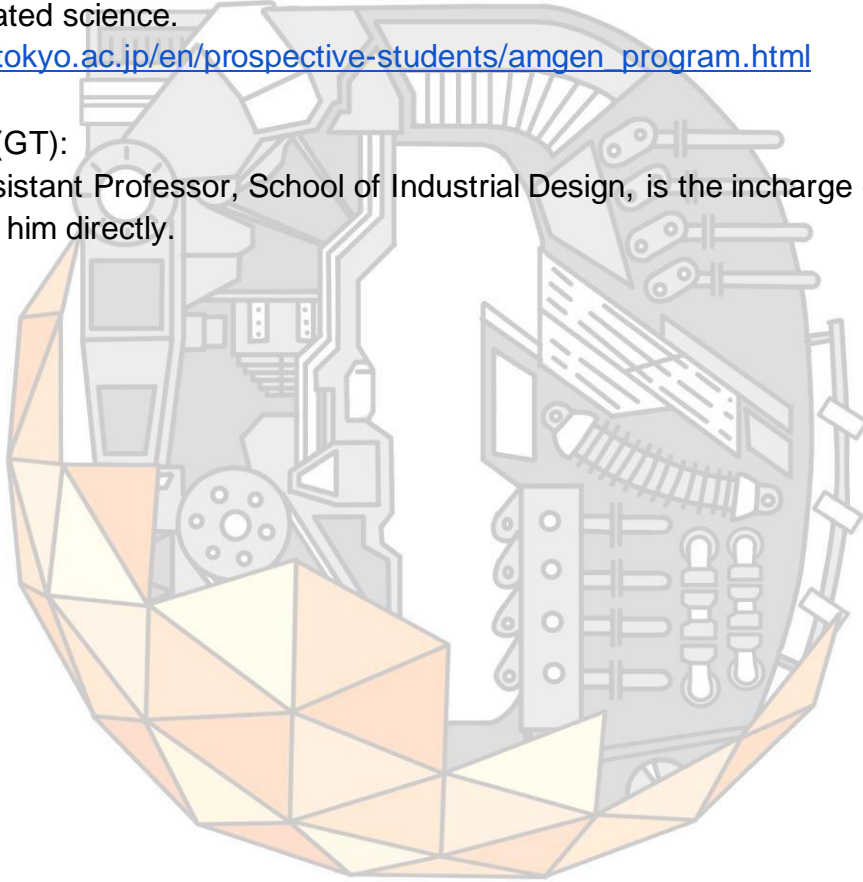 ated science.
tokyo.ac.jp/en/prospective-students/amgen_program.html
(GT):
sistant Professor, School of Industrial Design, is the incharge
him directly.